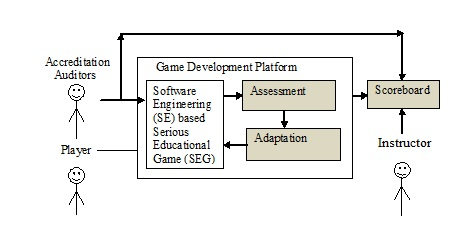 Accreditation
Auditors
Game Development Platform
Software
Engineering
(SE) based
Serious
Educational
Game (SEG)
Assessment
Adaptation
Scoreboard
Player
Instructor